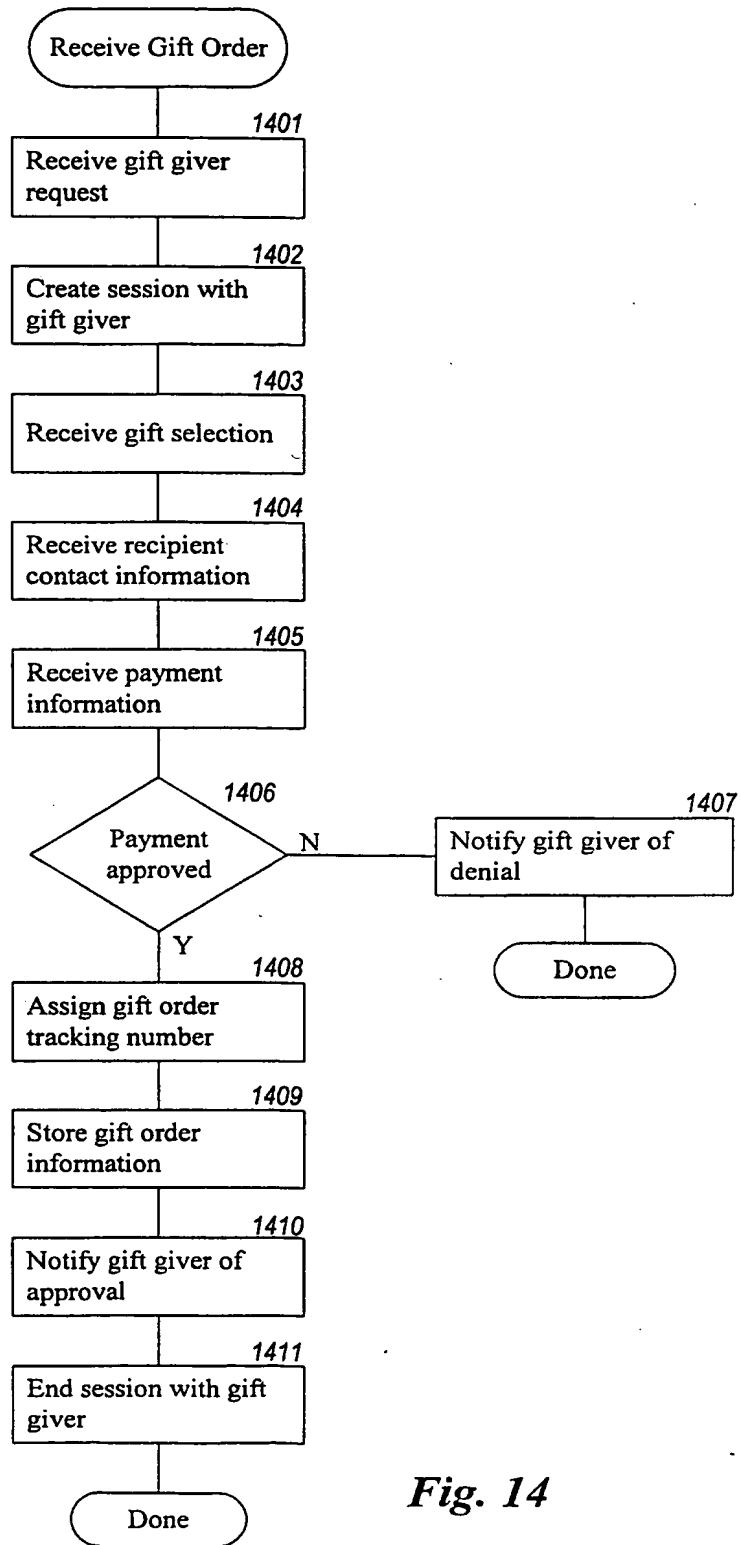 Receive Gift Order
1401
Receive gift giver
request
1402
Create session with
gift giver
1403
Receive gift selection
1404
Receive recipient
contact information
1405
Receive payment
information
1406
Payment
approved
N
1407
Notify gift giver of
denial
Done
Y
1408
Assign gift order
tracking number
1409
Store gift order
information
1410
Notify gift giver of
approval
1411
End session with gift
giver
Done
Fig. 14